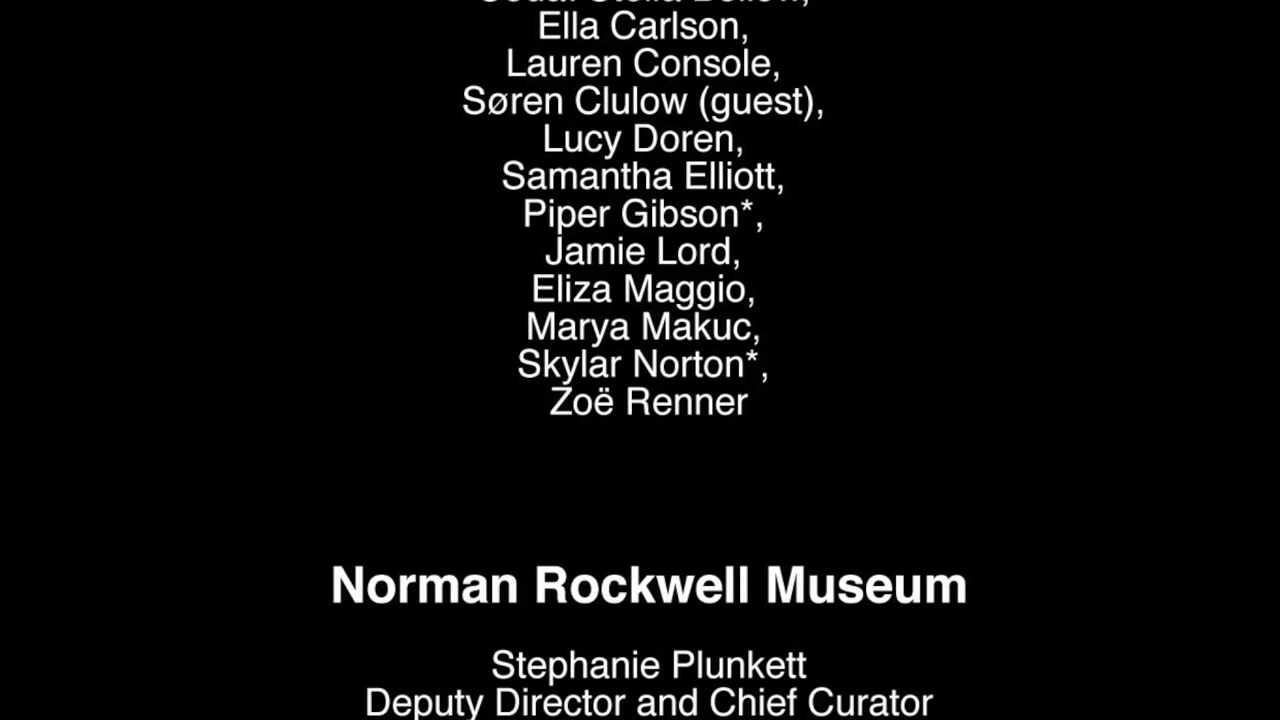 Ella Carlson,
Lauren Console,
Søren Clulow (guest),
Lucy Doren,
Samantha Elliott,
Piper Gibson*,
Jamie Lord,
Eliza Maggio,
Marya Makuc,
Skylar Norton*,
Zoë Renner
Norman Rockwell Museum
Stephanie Plunkett
Deputy Director and Chief Curator